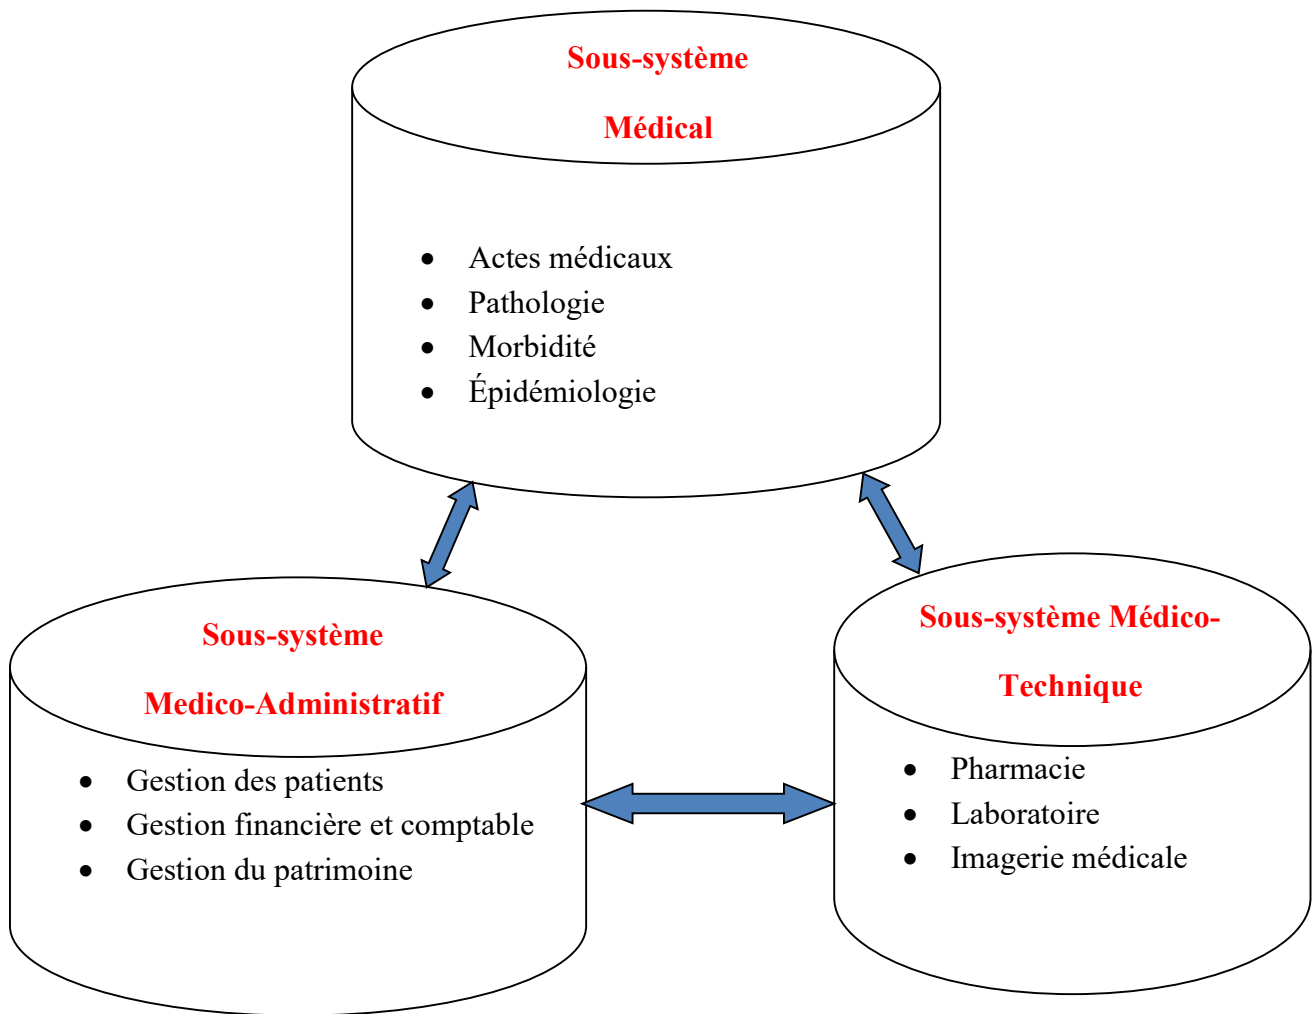 Sous-système
Médical
• Actes médicaux
• Pathologie
• Morbidité
• Épidémiologie
Sous-système
Medico-Administratif
• Gestion des patients
• Gestion financière et comptable
• Gestion du patrimoine
Sous-système Médico-
Technique
• Pharmacie
• Laboratoire
• Imagerie médicale